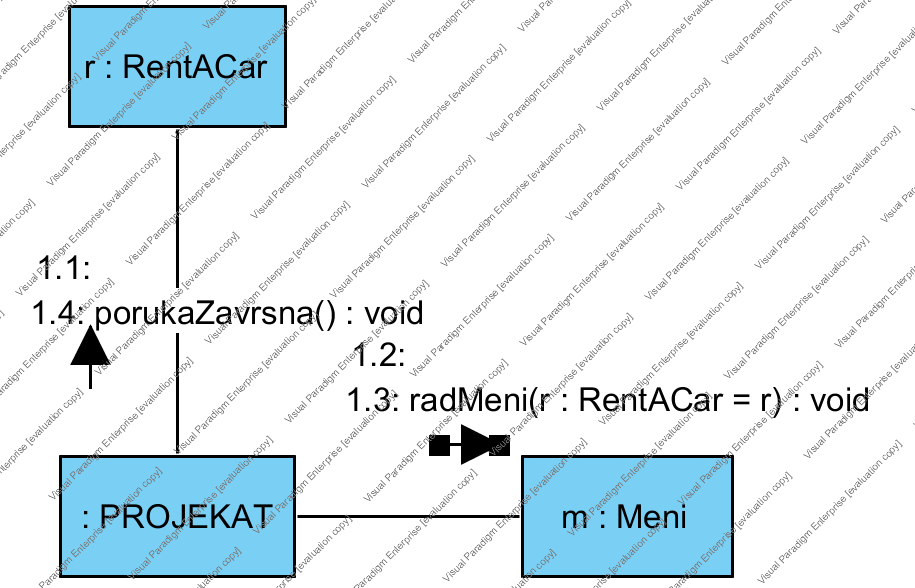 r : RentACar
1.1:
1.4: porukaZavrsna() : void
1.2:
1.3: radMeni(r : RentACar = r) : void
: PROJEKAT
m : Meni
Visual Paradigm Enterprise [evaluation copy]